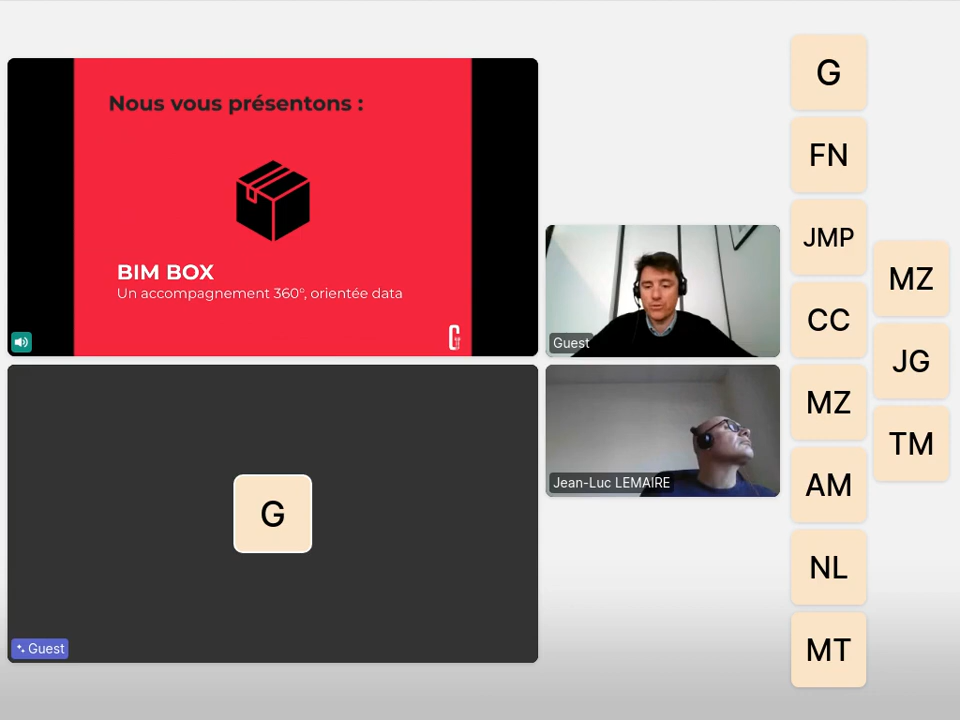 Nous vous présentons :
BIM BOX
Un accompagnement 360°, orientée data
G
Guest
Guest
Jean-Luc LEMAIRE
G
FN
JMP
CC
MZ
AM
NL
MT
MZ
JG
TM